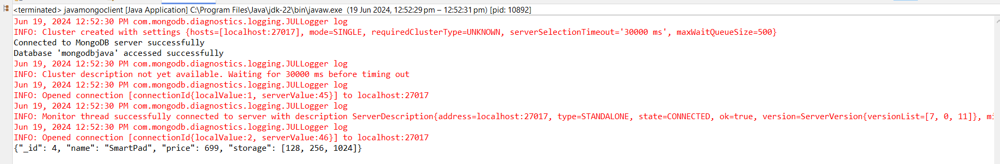 <terminated> javamongoclient [Java Application] C:\Program Files\Java\jdk-22\bin\javaw.exe (19 Jun 2024, 12:52:29 pm – 12:52:31 pm) [pid: 10892]
Jun 19, 2024 12:52:30 PM com.mongodb.diagnostics.logging.JULLogger log
INFO: Cluster created with settings {hosts=[localhost:27017], mode=SINGLE, requiredClusterType=UNKNOWN, serverSelectionTimeout='30000 ms', maxWaitQueueSize=500}
Connected to MongoDB server successfully
Database 'mongodbjava' accessed successfully
Jun 19, 2024 12:52:30 PM com.mongodb.diagnostics.logging.JULLogger log
INFO: Cluster description not yet available. Waiting for 30000 ms before timing out
Jun 19, 2024 12:52:30 PM com.mongodb.diagnostics.logging.JULLogger log
INFO: Opened connection [connectionId{localValue:1, serverValue:45}] to localhost:27017
Jun 19, 2024 12:52:30 PM com.mongodb.diagnostics.logging.JULLogger log
INFO: Monitor thread successfully connected to server with description ServerDescription{address=localhost:27017, type=STANDALONE, state=CONNECTED, ok=true, version=ServerVersion{versionList=[7, 0, 11]}, mi
Jun 19, 2024 12:52:30 PM com.mongodb.diagnostics.logging.JULLogger log
INFO: Opened connection [connectionId{localValue:2, serverValue:46}] to localhost:27017
{"_id": 4, "name": "SmartPad", "price": 699, "storage": [128, 256, 1024]}